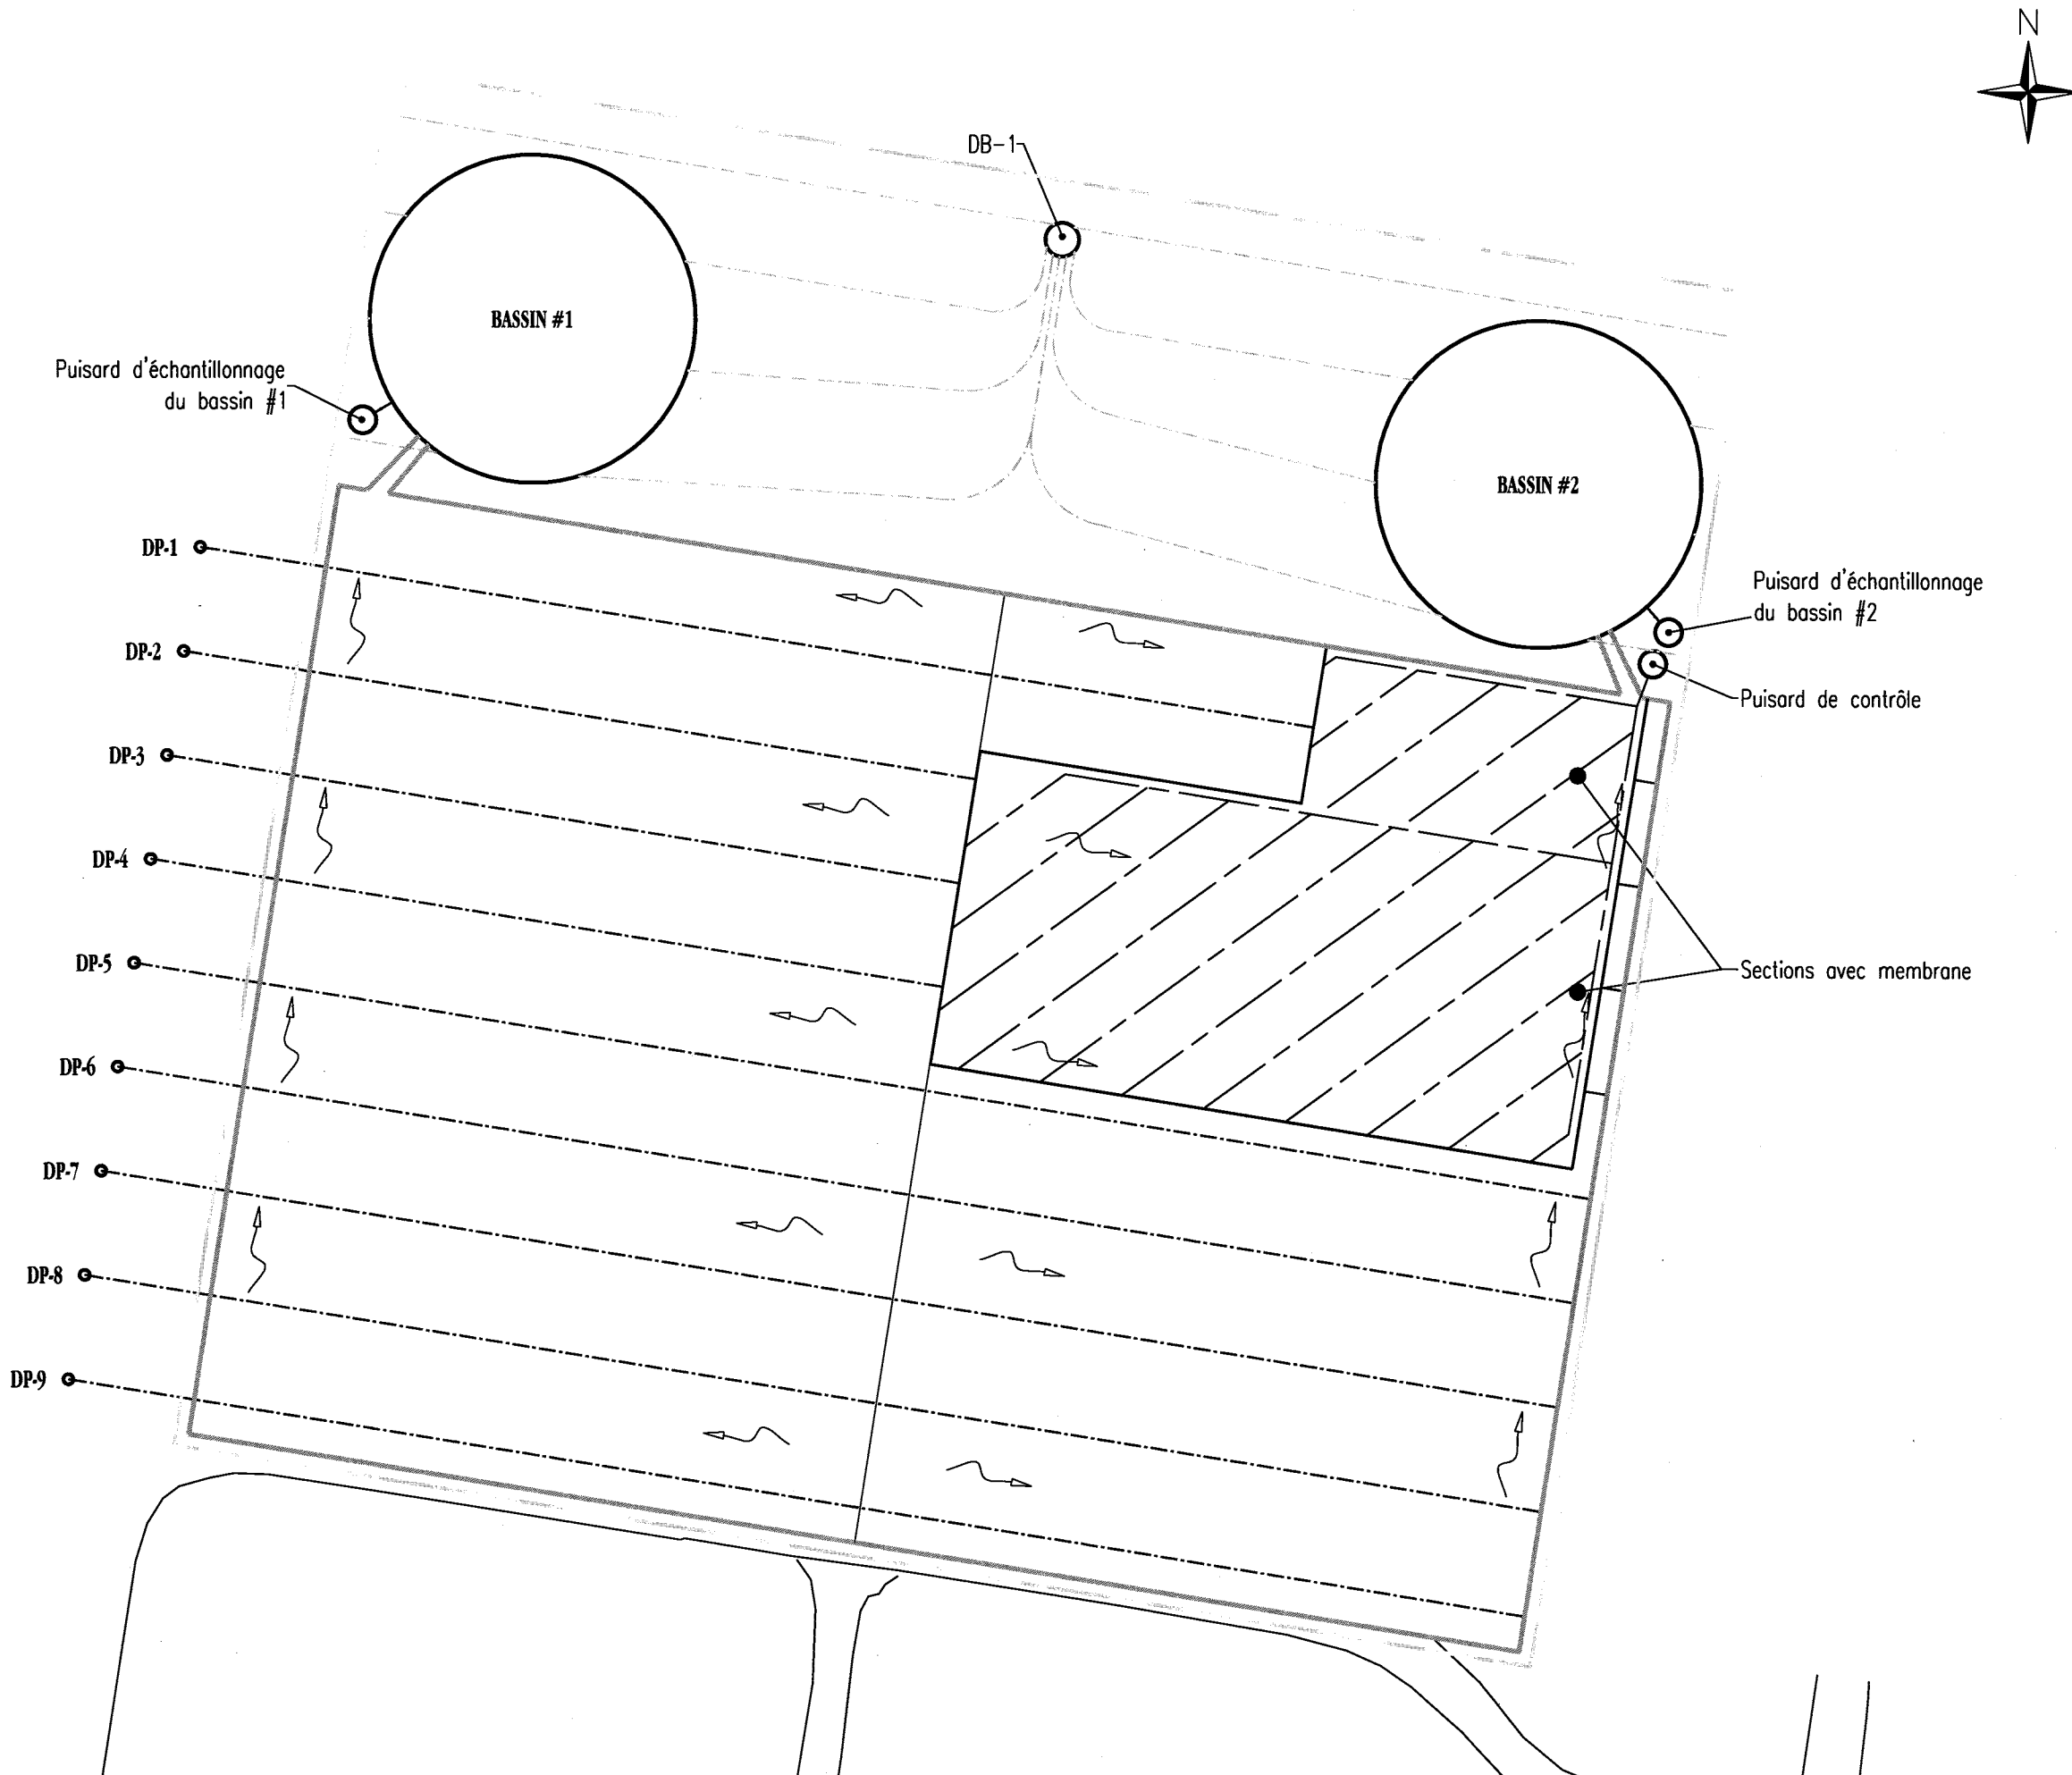 N
DB-1
BASSIN #1
Puisard d'échantillonnage
du bassin #1
BASSIN #2
DP-1
Puisard d'échantillonnage
du bassin #2
DP-2
Puisard de contrôle
DP-3
DP-4
DP-5
Sections avec membrane
DP-6
DP-7
DP-8
DP-9